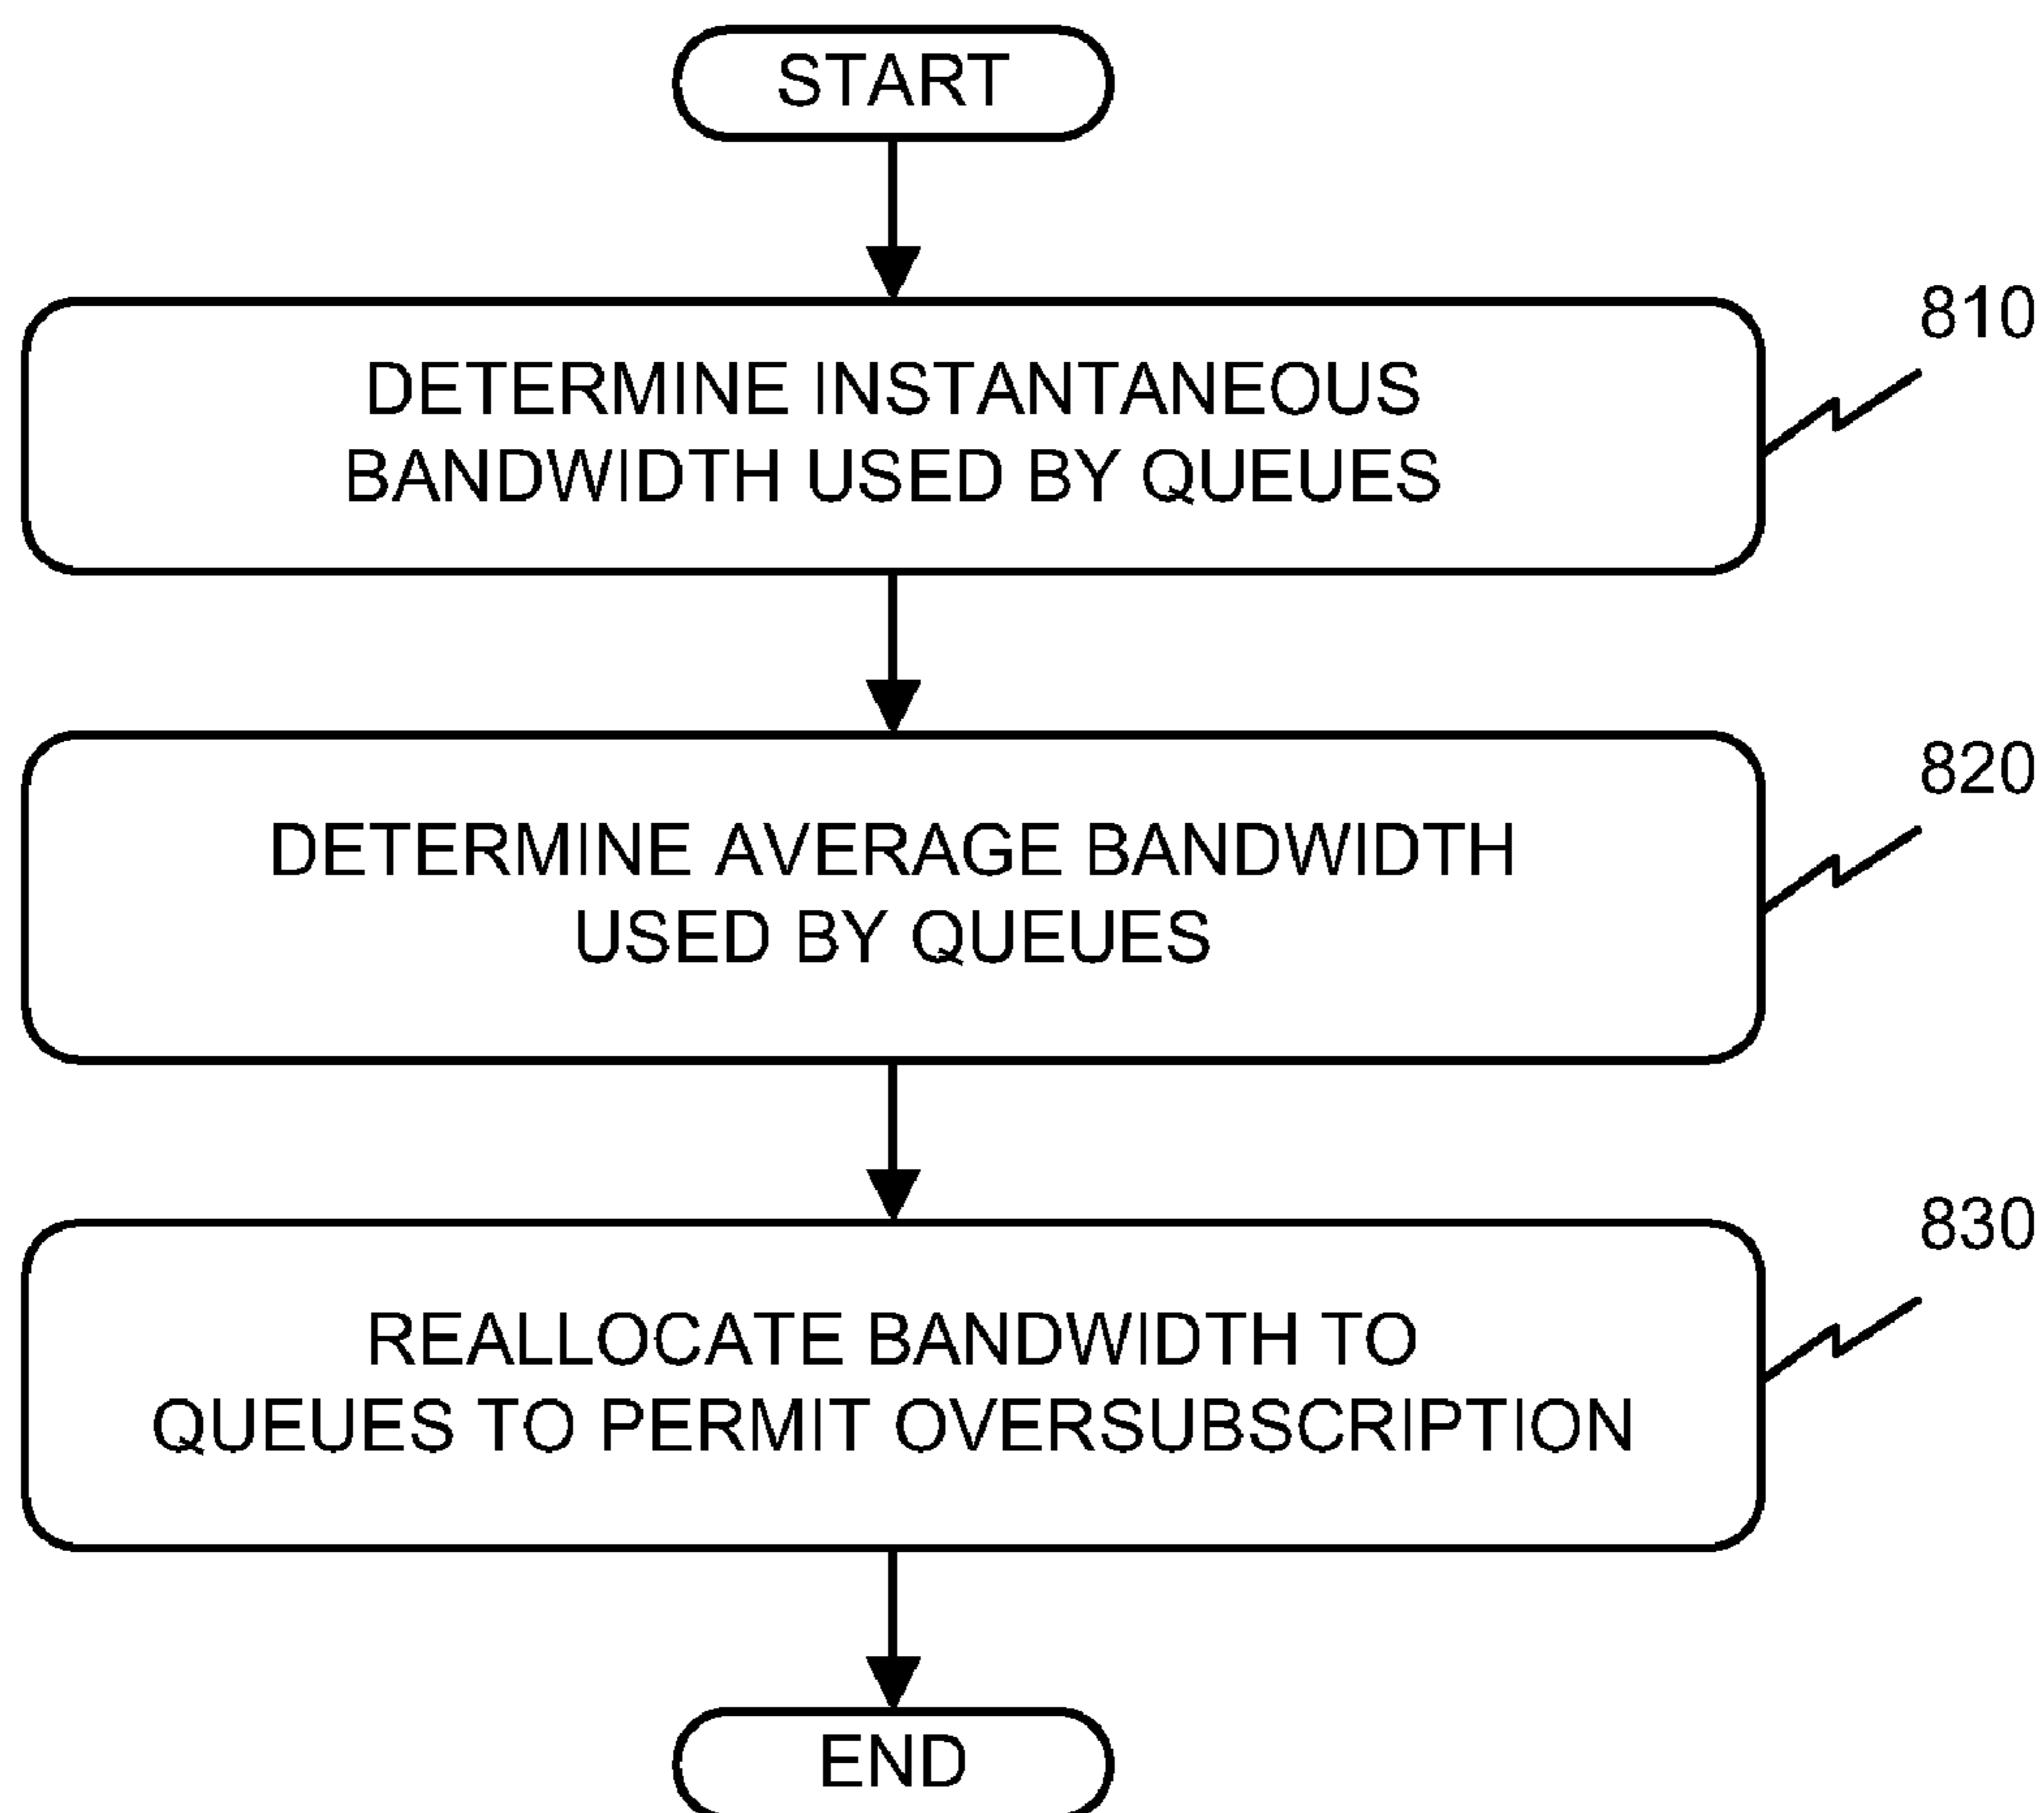 START
810
DETERMINE INSTANTANEOUS
BANDWIDTH USED BY QUEUES
820
DETERMINE AVERAGE BANDWIDTH
USED BY QUEUES
830
REALLOCATE BANDWIDTH TO
QUEUES TO PERMIT OVERSUBSCRIPTION
END